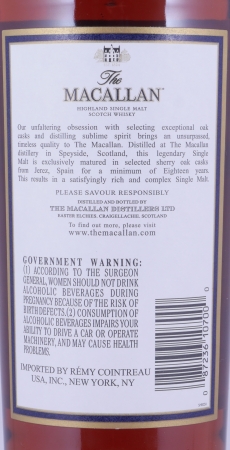 The
MACALLAN
HIGHLAND SINGLE MALT
SCOTCH WHISKY
Our unfaltering obsession with selecting exceptional oak
casks and distilling sublime spirit brings an unsurpassed,
timeless quality to The Macallan. Distilled at The Macallan
distillery in Speyside, Scotland, this legendary Single
Malt is exclusively matured in selected sherry oak casks
from Jerez, Spain for a minimum of Eighteen years.
This results in a satisfyingly rich and complex Single Malt.
PLEASE SAVOUR RESPONSIBLY
DISTILLED AND BOTTLED BY
THE MACALLAN DISTILLERS LTD
EASTER ELCHIES, CRAIGELLACHIE, SCOTLAND
To find out more, please visit
www.themacallan.com
GOVERNMENT WARNING:
(1) ACCORDING TO THE SURGEON
GENERAL, WOMEN SHOULD NOT DRINK
ALCOHOLIC BEVERAGES DURING
PREGNANCY BECAUSE OF THE RISK OF
BIRTH DEFECTS.(2) CONSUMPTION OF
ALCOHOLIC BEVERAGES IMPAIRS YOUR
ABILITY TO DRIVE A CAR OR OPERATE
MACHINERY, AND MAY CAUSE HEALTH
PROBLEMS.
IMPORTED BY RÉMY COINTREAU
USA, INC., NEW YORK, NY
0 87236 10700 0